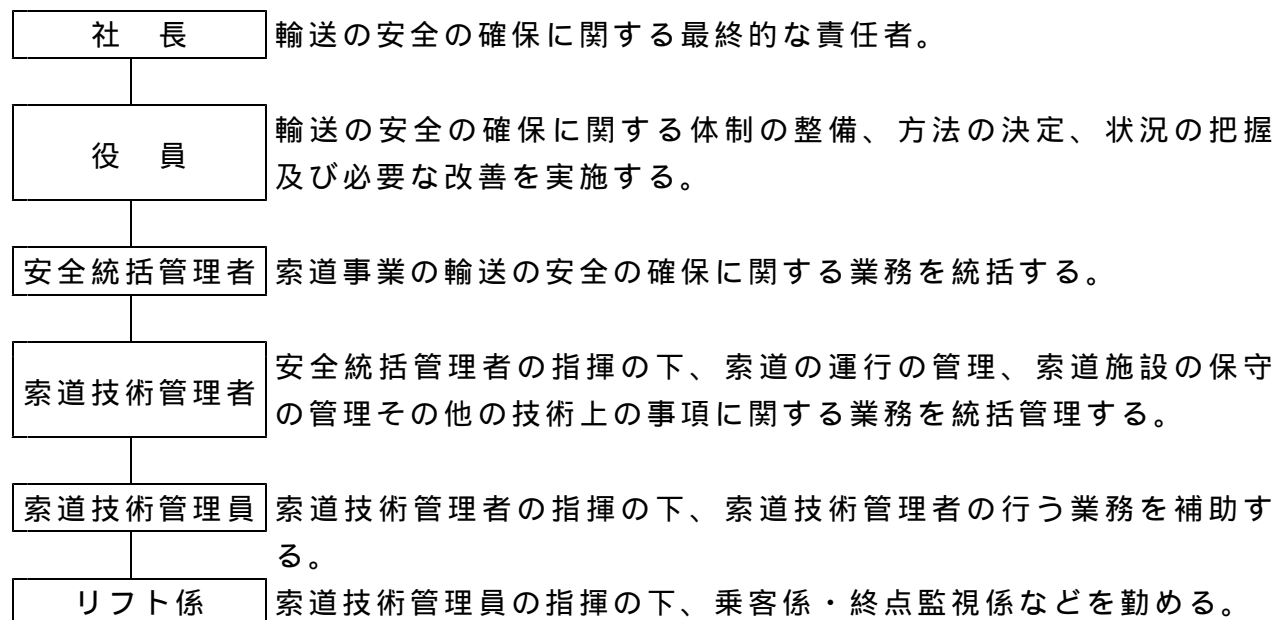 社　長　輸送の安全の確保に関する最終的な責任者。
役　員　輸送の安全の確保に関する体制の整備、方法の決定、状況の把握
及び必要な改善を実施する。
安全統括管理者　索道事業の輸送の安全の確保に関する業務を統括する。
索道技術管理者　安全統括管理者の指揮の下、索道の運行の管理、索道施設の保守
の管理その他の技術上の事項に関する業務を統括管理する。
索道技術管理員　索道技術管理者の指揮の下、索道技術管理者の行う業務を補助す
る。
リフト係　索道技術管理員の指揮の下、乗客係・終点監視係などを勤める。